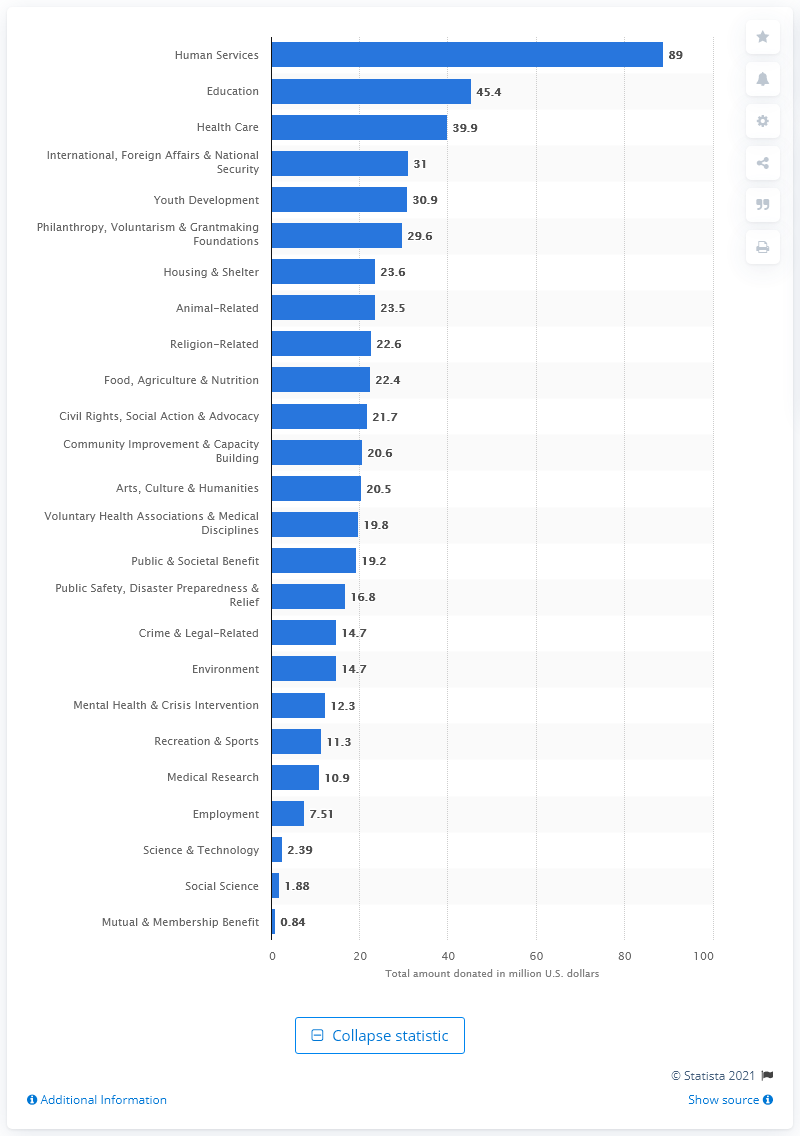 Human Services 89
Education 45.4
Health Care 39.9
International, Foreign Affairs & National
Security 31
Youth Development 30.9
Philanthropy, Voluntarism & Grantmaking
Foundations 29.6
Housing & Shelter 23.6
Animal-Related 23.5
Religion-Related 22.6
Food, Agriculture & Nutrition 22.4
Civil Rights, Social Action & Advocacy 21.7
Community Improvement & Capacity
Building 20.6
Arts, Culture & Humanities 20.5
Voluntary Health Associations & Medical
Disciplines 19.8
Public & Societal Benefit 19.2
Public Safety, Disaster Preparedness &
Relief 16.8
Crime & Legal-Related 14.7
Environment 14.7
Mental Health & Crisis Intervention 12.3
Recreation & Sports 11.3
Medical Research 10.9
Employment 7.51
Science & Technology 2.39
Social Science 1.88
Mutual & Membership Benefit 0.84
0 20 40 60 80 100
Total amount donated in million U.S. dollars
Collapse statistic
© Statista 2021
Additional Information
Show source